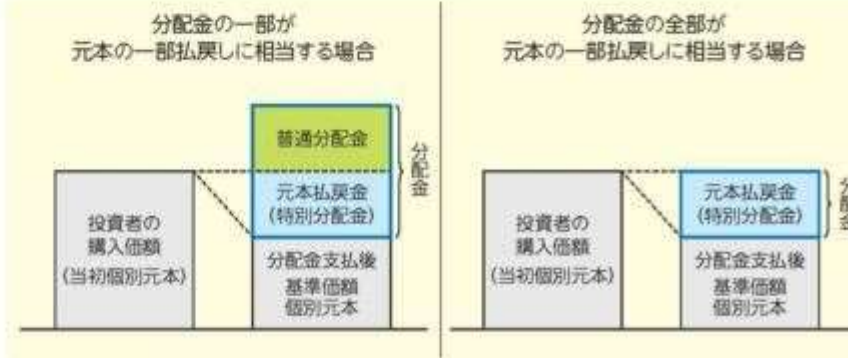 分配金の一部が
元本の一部払戻しに相当する場合
普通分配金
元本払戻金
(特別分配金)
分配金
投資者の
購入価額
(当初個別元本)
分配金支払後
基準価額
個別元本
分配金の全部が
元本の一部払戻しに相当する場合
元本払戻金
(特別分配金)
分配金
投資者の
購入価額
(当初個別元本)
分配金支払後
基準価額
個別元本